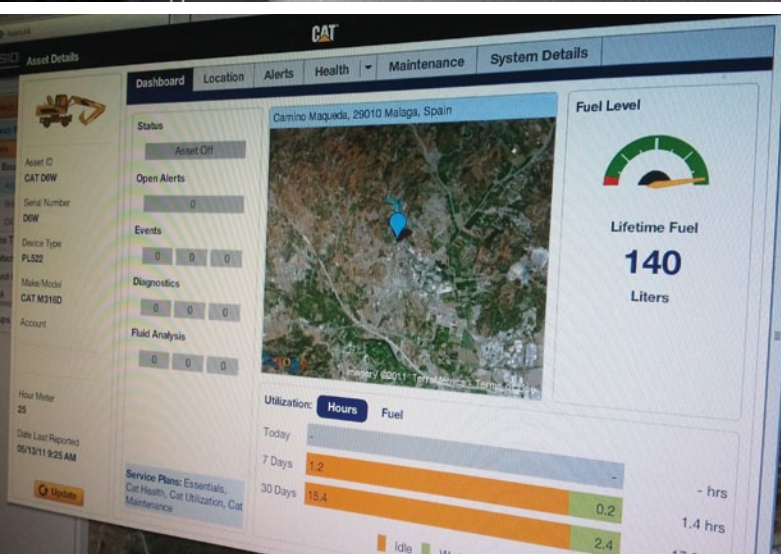 CAT
Asset Details
Dashboard
Location
Alerts
Health
Maintenance
System Details
Asset ID
CAT D6W
Serial Number
D6W
Device Type
PL522
Make/Model
CAT M316D
Account
Hour Meter
25
Date Last Reported
05/13/11 9:25 AM
Update
Status
Asset Off
Open Alerts
0
Events
0 0 0
Diagnostics
0 0 0
Fluid Analysis
0 0 0
Service Plans: Essentials,
Cat Health, Cat Utilization, Cat
Maintenance
Camino Maqueda, 29010 Malaga, Spain
Imagery ©2011 TerraMetrics - Terms of
Fuel Level
Lifetime Fuel
140
Liters
Utilization: Hours Fuel
Today - - - hrs
7 Days 1.2 0.2 1.4 hrs
30 Days 15.4 2.4
Idle